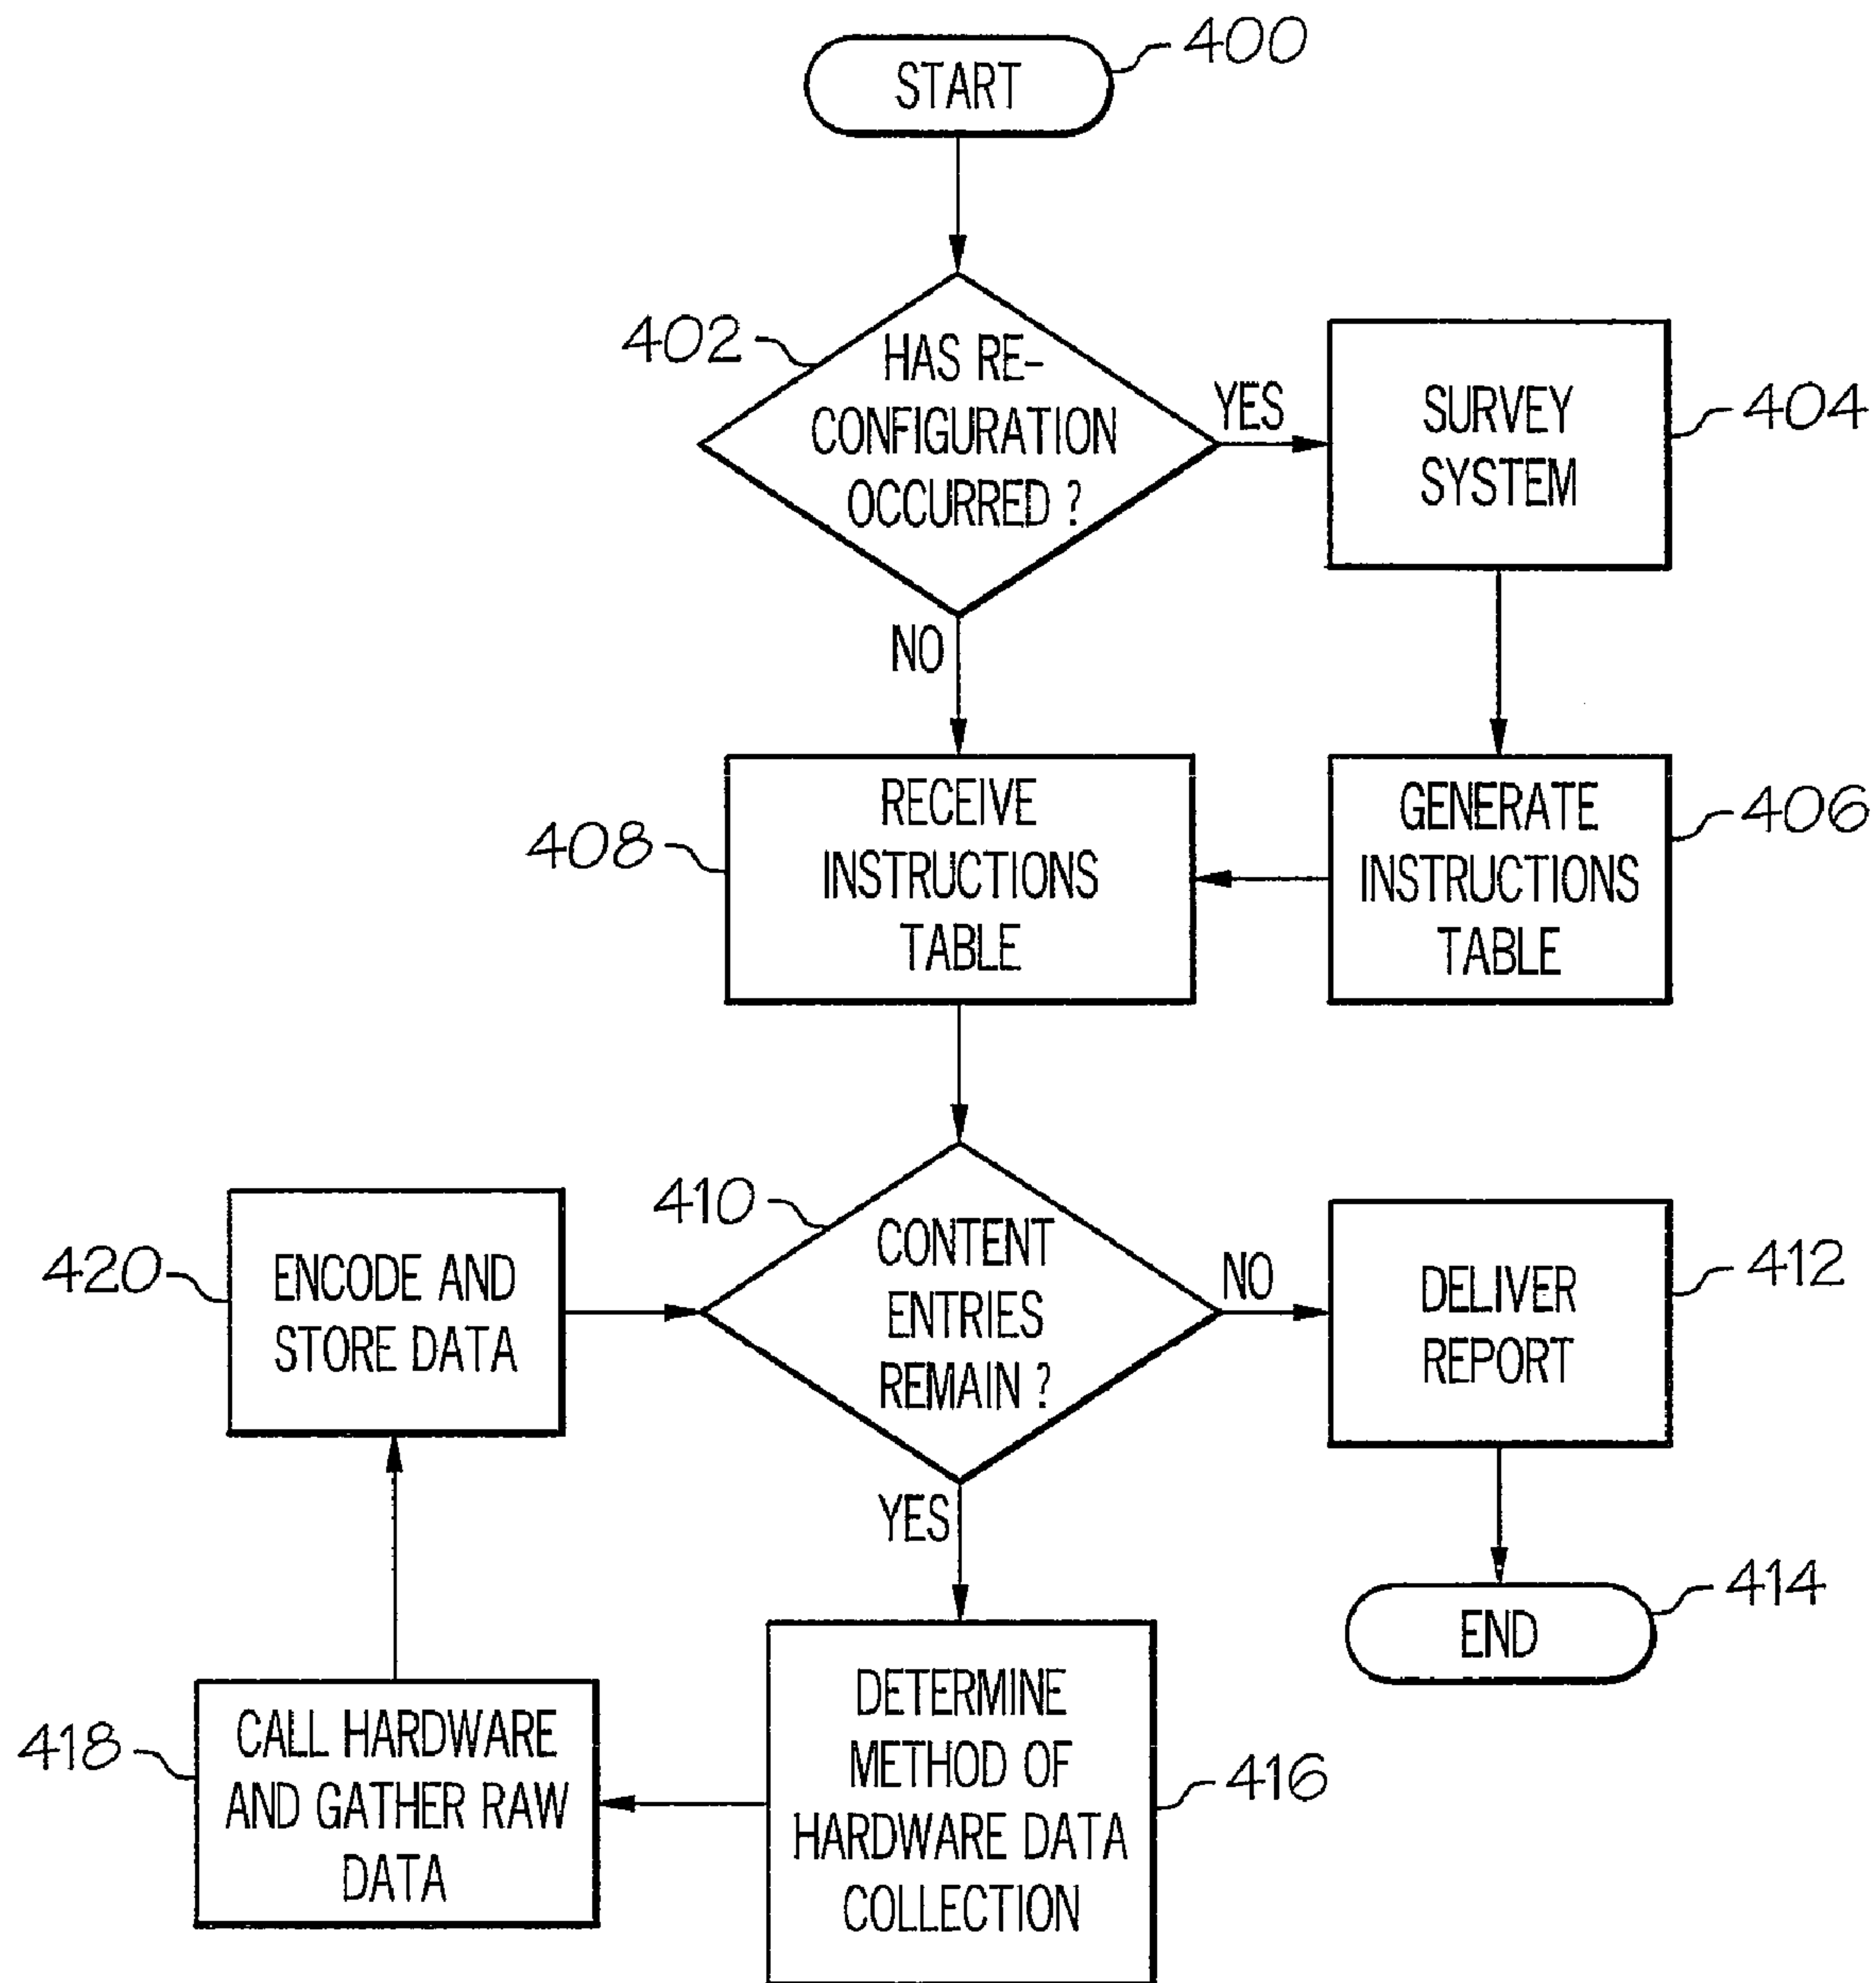 START
400
402
HAS RE-
CONFIGURATION
OCCURRED ?
YES
SURVEY
SYSTEM
404
NO
408
RECEIVE
INSTRUCTIONS
TABLE
GENERATE
INSTRUCTIONS
TABLE
406
420
ENCODE AND
STORE DATA
410
CONTENT
ENTRIES
REMAIN ?
NO
DELIVER
REPORT
412
YES
END
414
418
CALL HARDWARE
AND GATHER RAW
DATA
DETERMINE
METHOD OF
HARDWARE DATA
COLLECTION
416